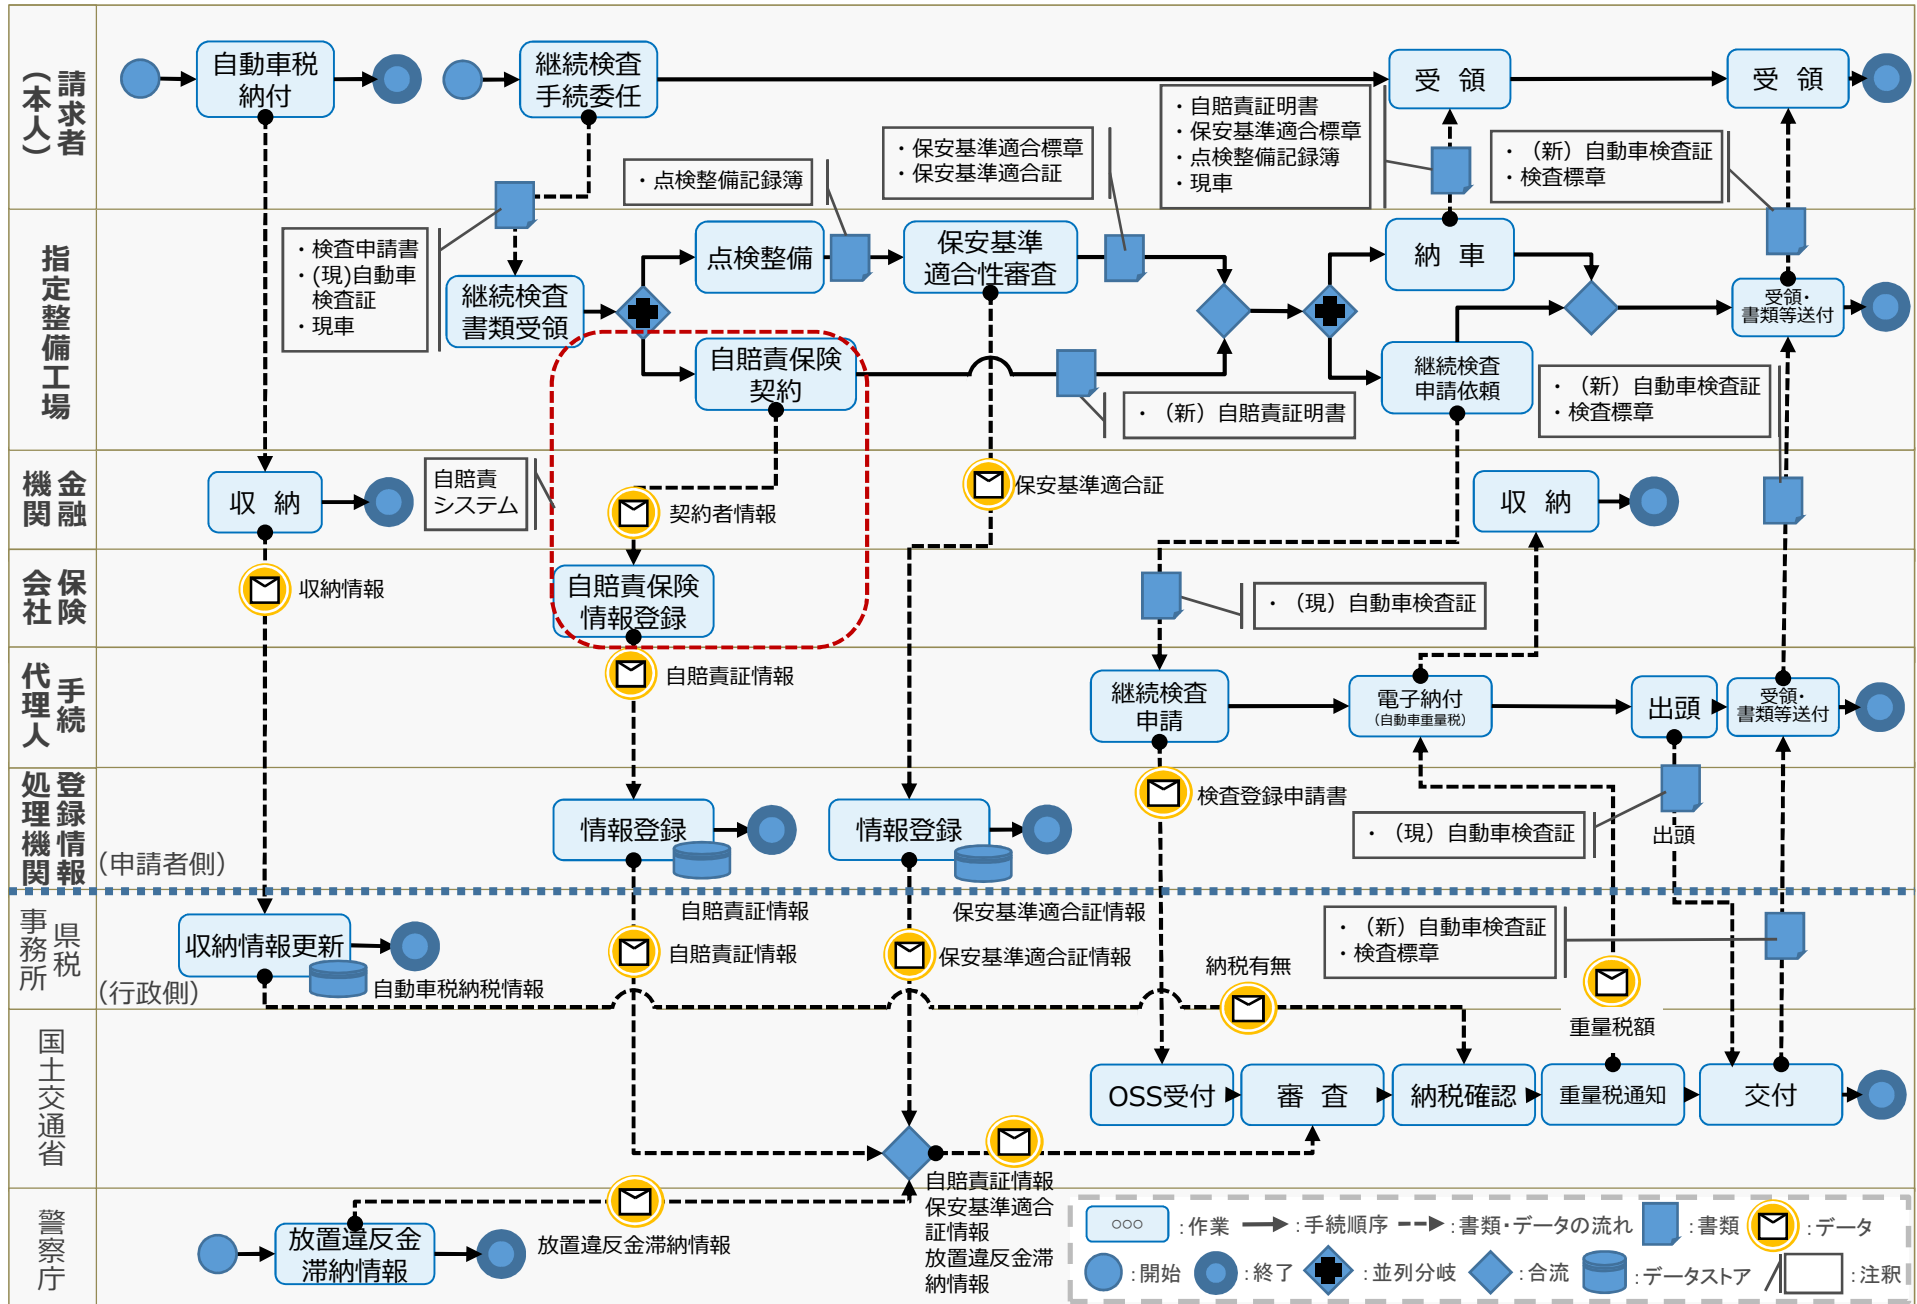 請求者
（本人）
自動車税
納付
継続検査
手続委任
受　領
受　領
・自賠責証明書
・保安基準適合標章
・点検整備記録簿
・現車
・保安基準適合標章
・保安基準適合証
・点検整備記録簿
・（新）自動車検査証
・検査標章
指定整備工場
・検査申請書
・(現)自動車
検査証
・現車
継続検査
書類受領
点検整備
保安基準
適合性審査
納　車
受領・
書類等送付
自賠責保険
契約
継続検査
申請依頼
・（新）自賠責証明書
・（新）自動車検査証
・検査標章
金融
機関
収　納
自賠責
システム
契約者情報
保安基準適合証
収　納
保険
会社
収納情報
自賠責保険
情報登録
・（現）自動車検査証
手続
代理人
自賠責証情報
継続検査
申請
電子納付
（自動車重量税）
出頭
受領・
書類等送付
登録情報
処理機関
（申請者側）
情報登録
情報登録
検査登録申請書
・（現）自動車検査証
出頭
県税
事務所
（行政側）
収納情報更新
自動車税納税情報
自賠責証情報
自賠責証情報
保安基準適合証情報
保安基準適合証情報
納税有無
・（新）自動車検査証
・検査標章
重量税額
国土交通省
OSS受付
審　査
納税確認
重量税通知
交付
自賠責証情報
保安基準適合
証情報
放置違反金滞
納情報
警察庁
放置違反金
滞納情報
放置違反金滞納情報
○○○
：作業
：手続順序
：書類・データの流れ
：書類
：データ
：開始
：終了
：並列分岐
：合流
：データストア
：注釈